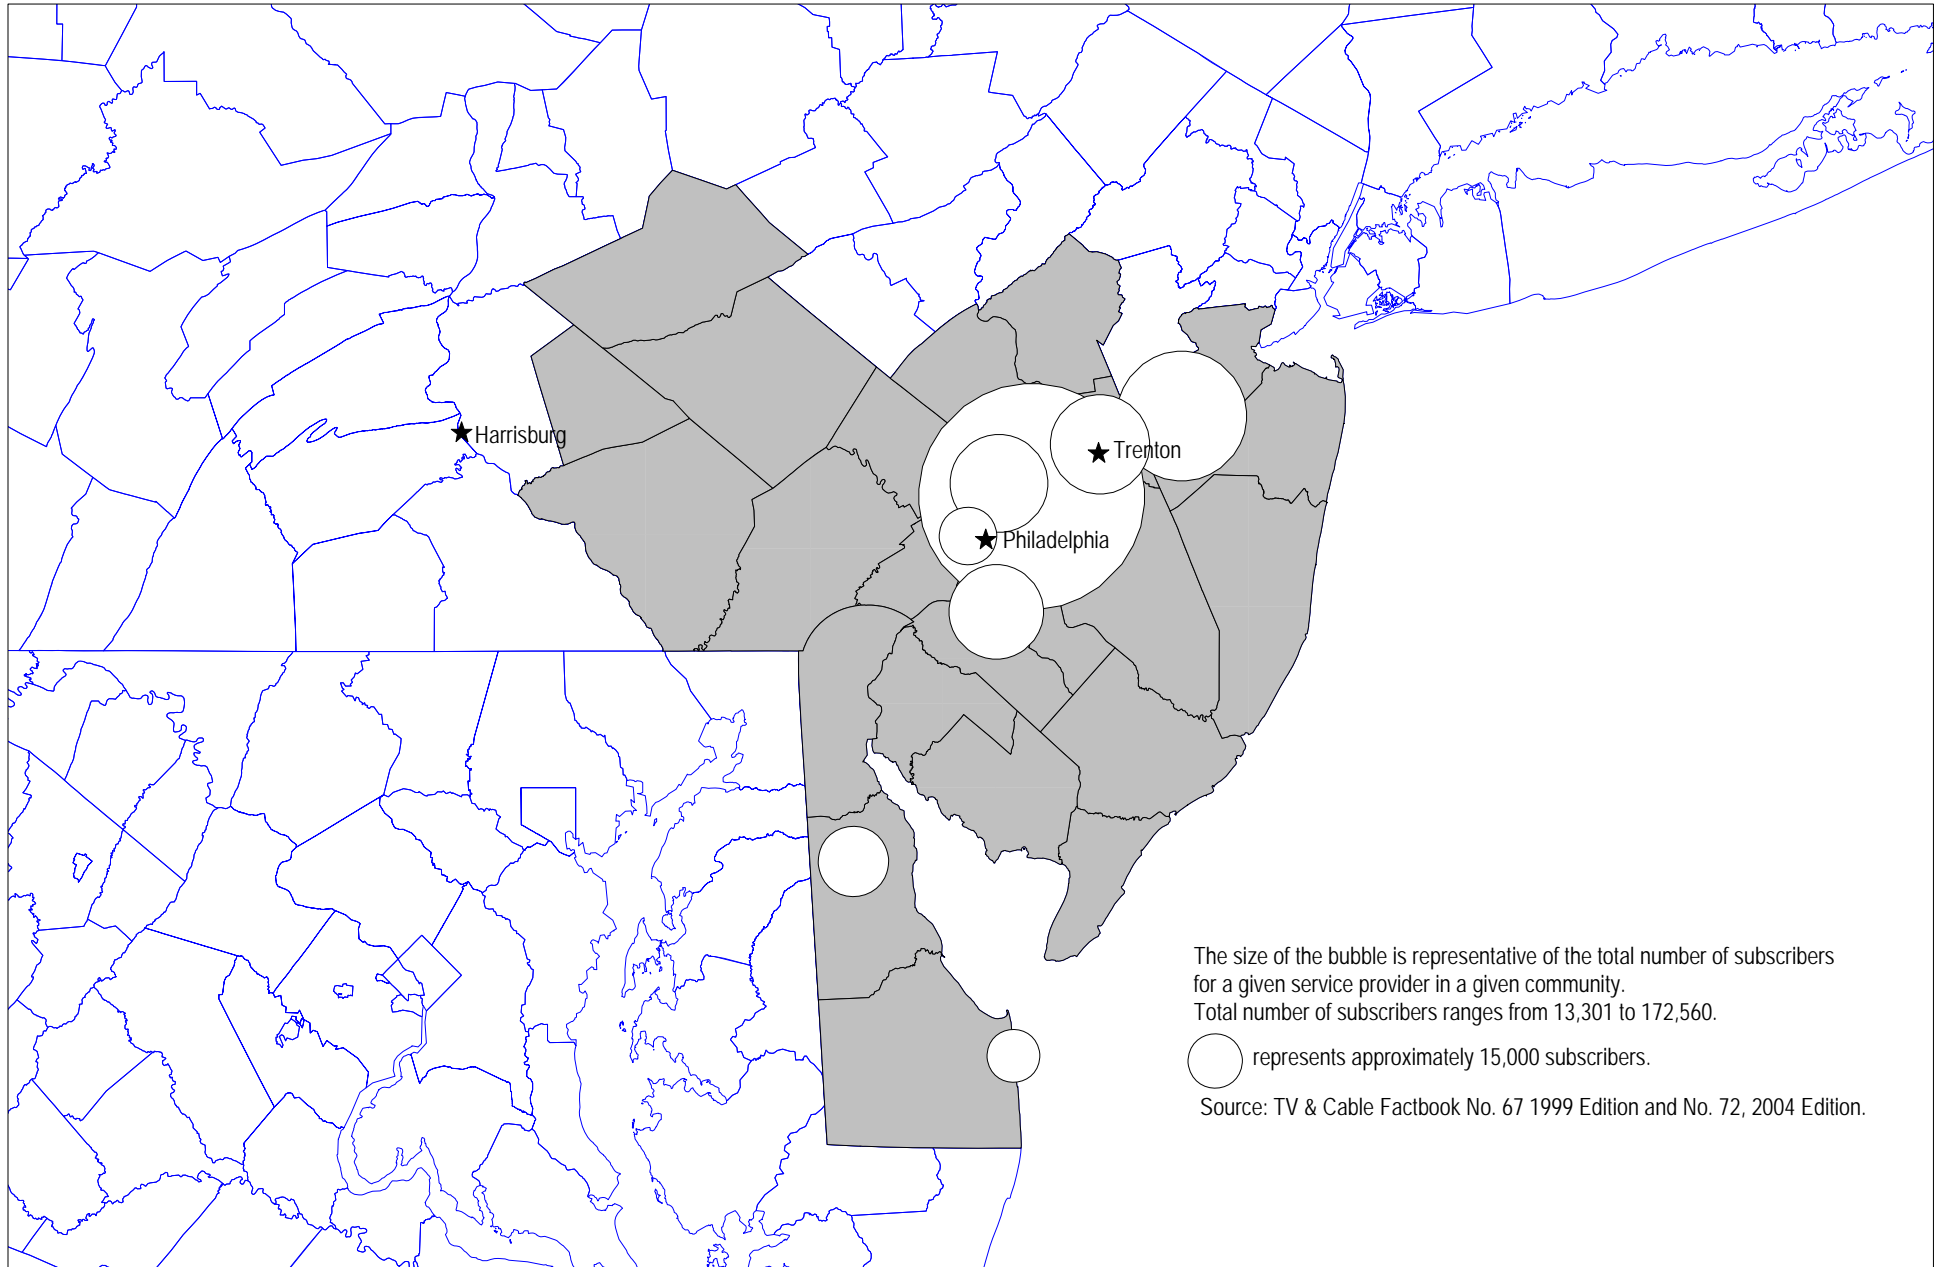 Harrisburg
Trenton
Philadelphia
The size of the bubble is representative of the total number of subscribers
for a given service provider in a given community.
Total number of subscribers ranges from 13,301 to 172,560.
represents approximately 15,000 subscribers.
Source: TV & Cable Factbook No. 67 1999 Edition and No. 72, 2004 Edition.